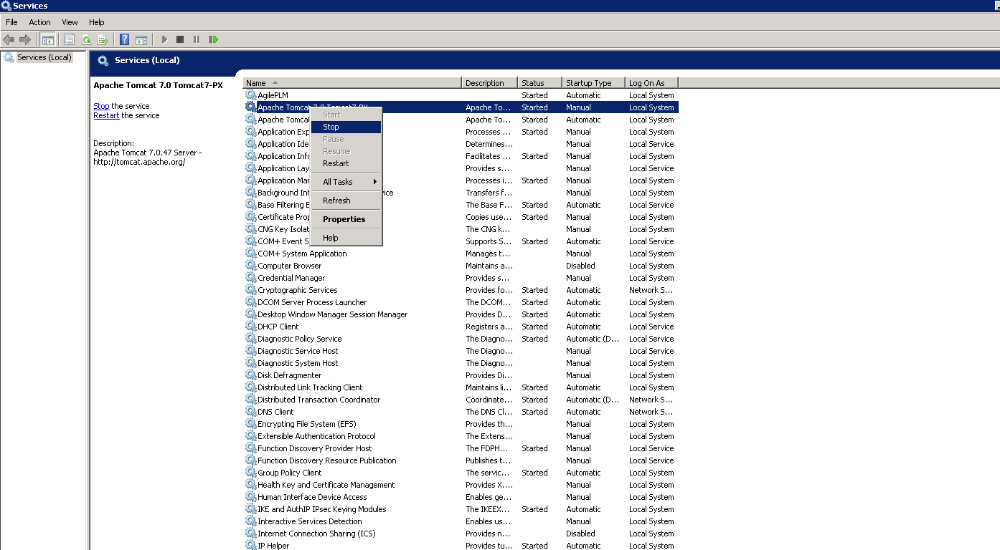 Services
File Action View Help
Services (Local)
Services (Local)
Apache Tomcat 7.0 Tomcat7-PX
Stop the service
Restart the service
Description:
Apache Tomcat 7.0.47 Server -
http://tomcat.apache.org/
Name Description Status Startup Type Log On As
AgilePLM Started Automatic Local System
Apache Tomcat 7.0 Tomcat7-PX Apache To... Started Manual Local System
Apache Tomcat Apache To... Started Automatic Local System
Application Exp Processes ... Started Manual Local System
Application Ide Determines... Manual Local Service
Application Info Facilitates ... Started Manual Local System
Application Lay Provides s... Manual Local Service
Application Man Processes i... Started Manual Local System
Background Int ice Transfers f... Manual Local System
Base Filtering E The Base F... Started Automatic Local Service
Certificate Prop Copies use... Started Manual Local System
CNG Key Isolat The CNG k... Manual Local System
COM+ Event S Supports S... Started Automatic Local Service
COM+ System Application Manages t... Manual Local System
Computer Browser Maintains a... Disabled Local System
Credential Manager Provides s... Manual Local System
Cryptographic Services Provides fo... Started Automatic Network S...
DCOM Server Process Launcher The DCOM... Started Automatic Local System
Desktop Window Manager Session Manager Provides D... Started Automatic Local System
DHCP Client Registers a... Started Automatic Local Service
Diagnostic Policy Service The Diagno... Started Automatic (D... Local Service
Diagnostic Service Host The Diagno... Manual Local Service
Diagnostic System Host The Diagno... Manual Local System
Disk Defragmenter Provides Di... Manual Local System
Distributed Link Tracking Client Maintains li... Started Automatic Local System
Distributed Transaction Coordinator Coordinate... Started Automatic (D... Network S...
DNS Client The DNS Cl... Started Automatic Network S...
Encrypting File System (EFS) Provides th... Manual Local System
Extensible Authentication Protocol The Extens... Manual Local System
Function Discovery Provider Host The FDPH... Started Manual Local Service
Function Discovery Resource Publication Publishes t... Manual Local Service
Group Policy Client The servic... Started Automatic Local System
Health Key and Certificate Management Provides X.... Manual Local System
Human Interface Device Access Enables ge... Manual Local System
IKE and AuthIP IPsec Keying Modules The IKEEX... Started Automatic Local System
Interactive Services Detection Enables us... Manual Local System
Internet Connection Sharing (ICS) Provides n... Disabled Local System
IP Helper Provides tu... Started Automatic Local System
Start
Stop
Pause
Resume
Restart
All Tasks
Refresh
Properties
Help